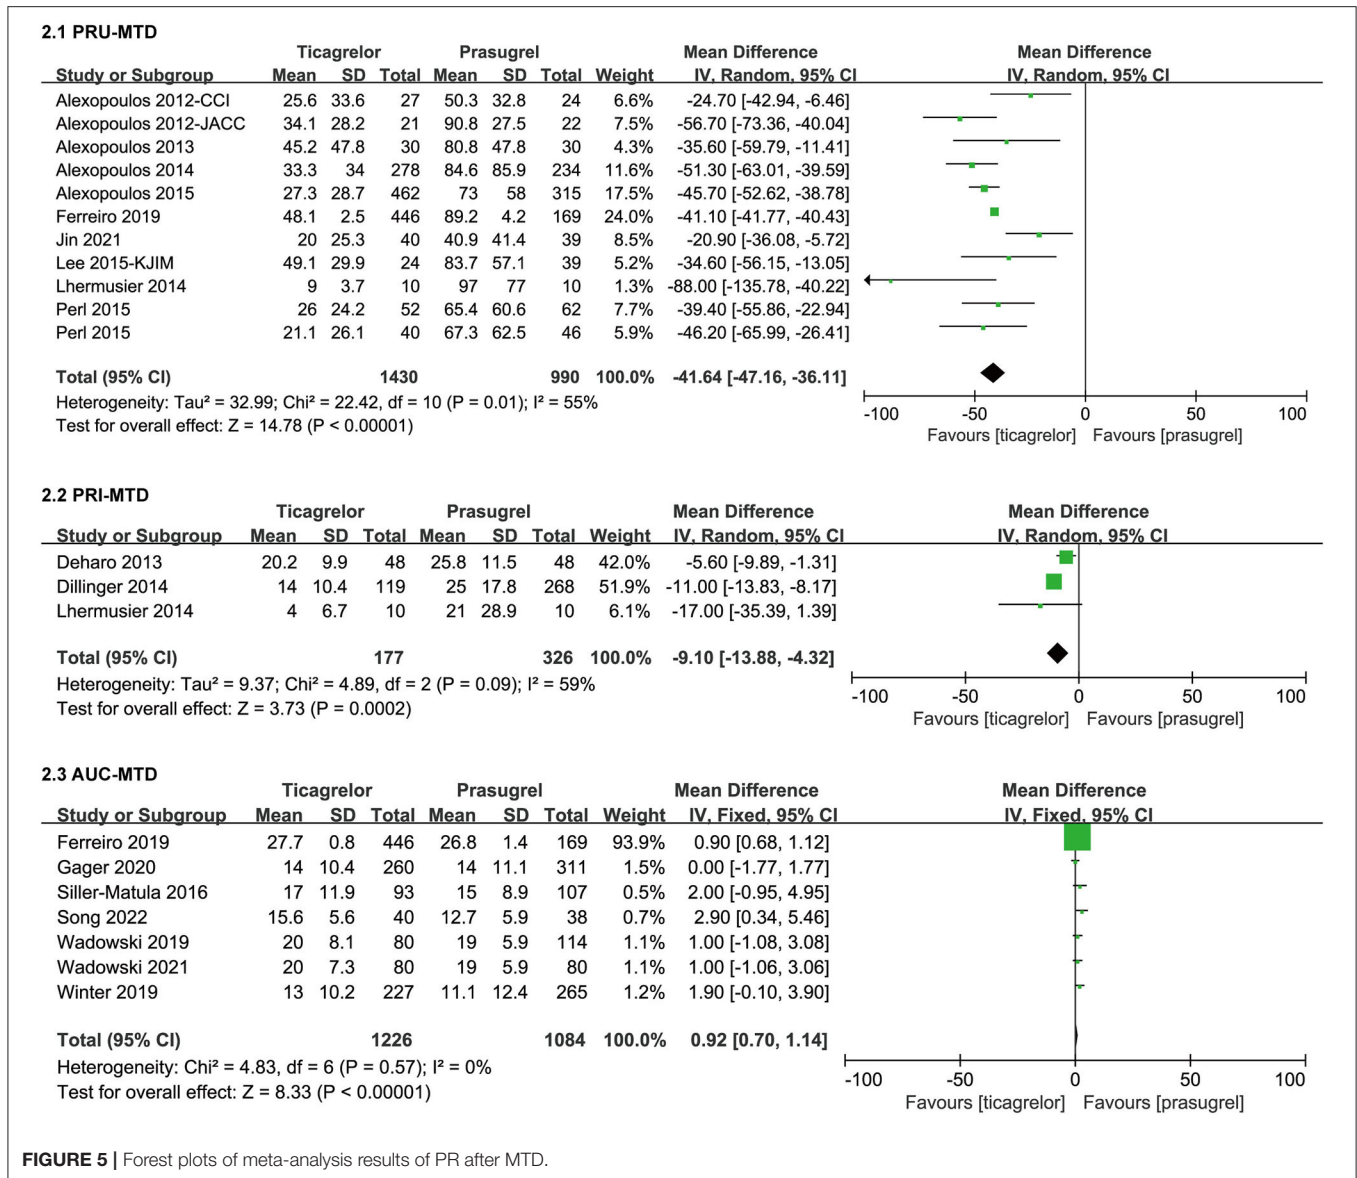 2.1 PRU-MTD
Ticagrelor Prasugrel Mean Difference Mean Difference
Study or Subgroup Mean SD Total Mean SD Total Weight IV, Random, 95% CI IV, Random, 95% CI
Alexopoulos 2012-CCI 25.6 33.6 27 50.3 32.8 24 6.6% -24.70 [-42.94, -6.46]
Alexopoulos 2012-JACC 34.1 28.2 21 90.8 27.5 22 7.5% -56.70 [-73.36, -40.04]
Alexopoulos 2013 45.2 47.8 30 80.8 47.8 30 4.3% -35.60 [-59.79, -11.41]
Alexopoulos 2014 33.3 34 278 84.6 85.9 234 11.6% -51.30 [-63.01, -39.59]
Alexopoulos 2015 27.3 28.7 462 73 58 315 17.5% -45.70 [-52.62, -38.78]
Ferreiro 2019 48.1 2.5 446 89.2 4.2 169 24.0% -41.10 [-41.77, -40.43]
Jin 2021 20 25.3 40 40.9 41.4 39 8.5% -20.90 [-36.08, -5.72]
Lee 2015-KJIM 49.1 29.9 24 83.7 57.1 39 5.2% -34.60 [-56.15, -13.05]
Lhermusier 2014 9 3.7 10 97 77 10 1.3% -88.00 [-135.78, -40.22]
Perl 2015 26 24.2 52 65.4 60.6 62 7.7% -39.40 [-55.86, -22.94]
Perl 2015 21.1 26.1 40 67.3 62.5 46 5.9% -46.20 [-65.99, -26.41]
Total (95% CI) 1430 990 100.0% -41.64 [-47.16, -36.11]
Heterogeneity: Tau² = 32.99; Chi² = 22.42, df = 10 (P = 0.01); I² = 55%
Test for overall effect: Z = 14.78 (P < 0.00001)
-100 -50 0 50 100
Favours [ticagrelor] Favours [prasugrel]
2.2 PRI-MTD
Ticagrelor Prasugrel Mean Difference Mean Difference
Study or Subgroup Mean SD Total Mean SD Total Weight IV, Random, 95% CI IV, Random, 95% CI
Deharo 2013 20.2 9.9 48 25.8 11.5 48 42.0% -5.60 [-9.89, -1.31]
Dillinger 2014 14 10.4 119 25 17.8 268 51.9% -11.00 [-13.83, -8.17]
Lhermusier 2014 4 6.7 10 21 28.9 10 6.1% -17.00 [-35.39, 1.39]
Total (95% CI) 177 326 100.0% -9.10 [-13.88, -4.32]
Heterogeneity: Tau² = 9.37; Chi² = 4.89, df = 2 (P = 0.09); I² = 59%
Test for overall effect: Z = 3.73 (P = 0.0002)
-100 -50 0 50 100
Favours [ticagrelor] Favours [prasugrel]
2.3 AUC-MTD
Ticagrelor Prasugrel Mean Difference Mean Difference
Study or Subgroup Mean SD Total Mean SD Total Weight IV, Fixed, 95% CI IV, Fixed, 95% CI
Ferreiro 2019 27.7 0.8 446 26.8 1.4 169 93.9% 0.90 [0.68, 1.12]
Gager 2020 14 10.4 260 14 11.1 311 1.5% 0.00 [-1.77, 1.77]
Siller-Matula 2016 17 11.9 93 15 8.9 107 0.5% 2.00 [-0.95, 4.95]
Song 2022 15.6 5.6 40 12.7 5.9 38 0.7% 2.90 [0.34, 5.46]
Wadowski 2019 20 8.1 80 19 5.9 114 1.1% 1.00 [-1.08, 3.08]
Wadowski 2021 20 7.3 80 19 5.9 80 1.1% 1.00 [-1.06, 3.06]
Winter 2019 13 10.2 227 11.1 12.4 265 1.2% 1.90 [-0.10, 3.90]
Total (95% CI) 1226 1084 100.0% 0.92 [0.70, 1.14]
Heterogeneity: Chi² = 4.83, df = 6 (P = 0.57); I² = 0%
Test for overall effect: Z = 8.33 (P < 0.00001)
-100 -50 0 50 100
Favours [ticagrelor] Favours [prasugrel]
FIGURE 5 | Forest plots of meta-analysis results of PR after MTD.